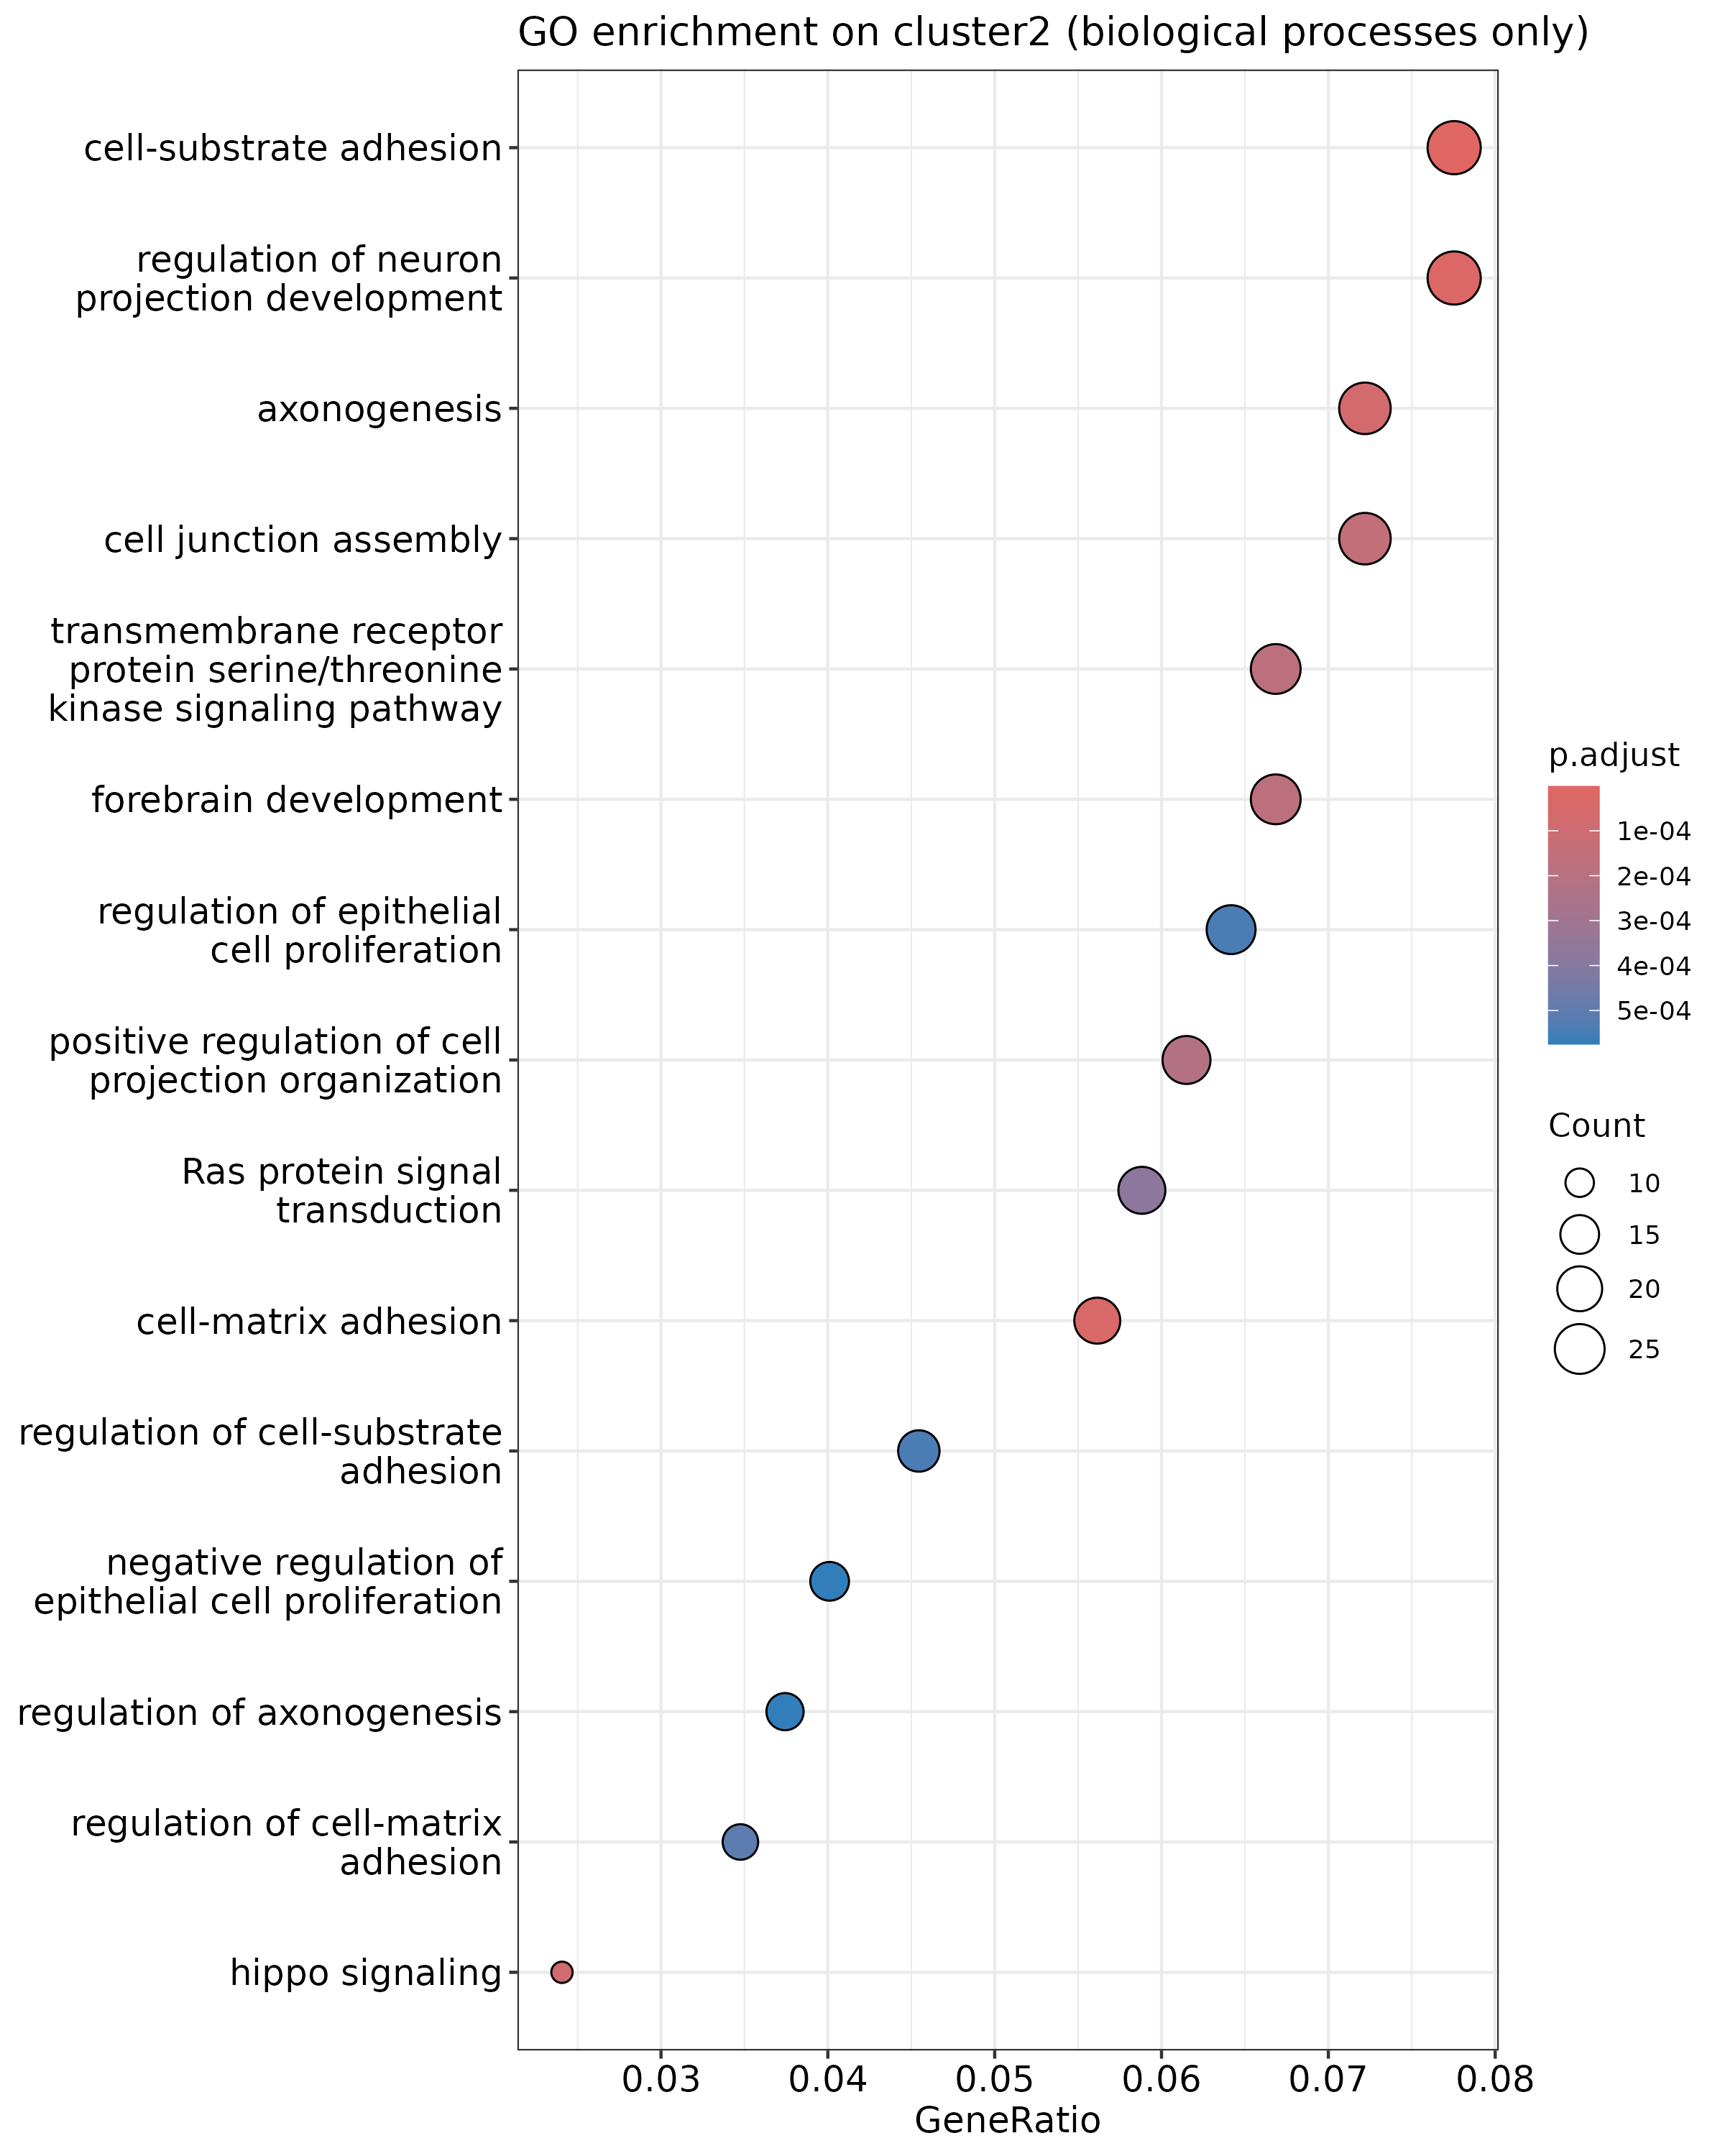 GO enrichment on cluster2 (biological processes only)
cell-substrate adhesion
regulation of neuron
projection development
axonogenesis
cell junction assembly
transmembrane receptor
protein serine/threonine
kinase signaling pathway
forebrain development
regulation of epithelial
cell proliferation
positive regulation of cell
projection organization
Ras protein signal
transduction
cell-matrix adhesion
regulation of cell-substrate
adhesion
negative regulation of
epithelial cell proliferation
regulation of axonogenesis
regulation of cell-matrix
adhesion
hippo signaling
0.03 0.04 0.05 0.06 0.07 0.08
GeneRatio
p.adjust
1e-04
2e-04
3e-04
4e-04
5e-04
Count
10
15
20
25